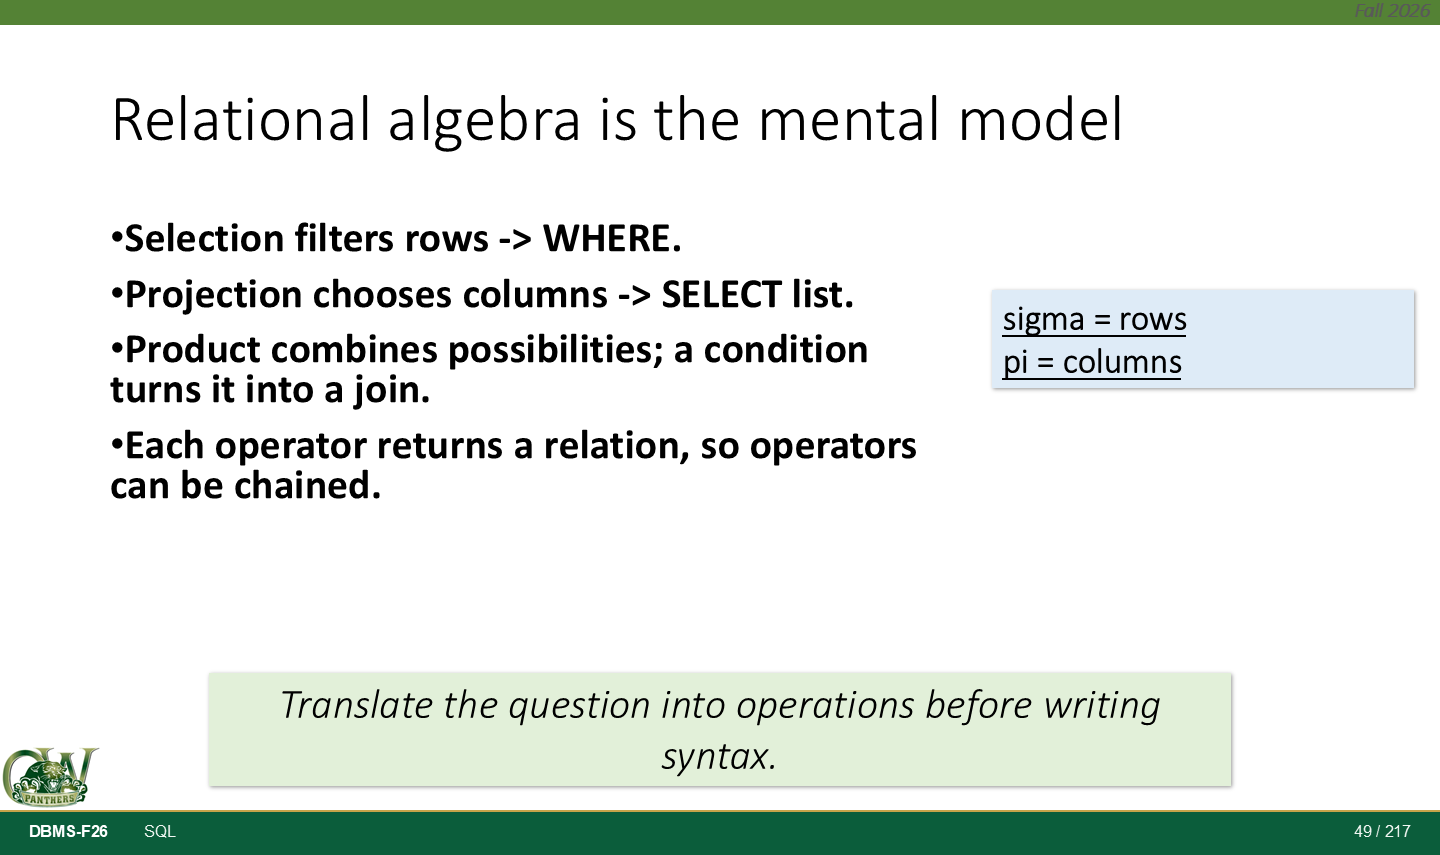 Fall 2026
Relational algebra is the mental model
•Selection filters rows -> WHERE.
•Projection chooses columns -> SELECT list.
•Product combines possibilities; a condition
turns it into a join.
•Each operator returns a relation, so operators
can be chained.
sigma = rows
pi = columns
Translate the question into operations before writing
syntax.
OW
PANTHERS
DBMS-F26 SQL 49 / 217